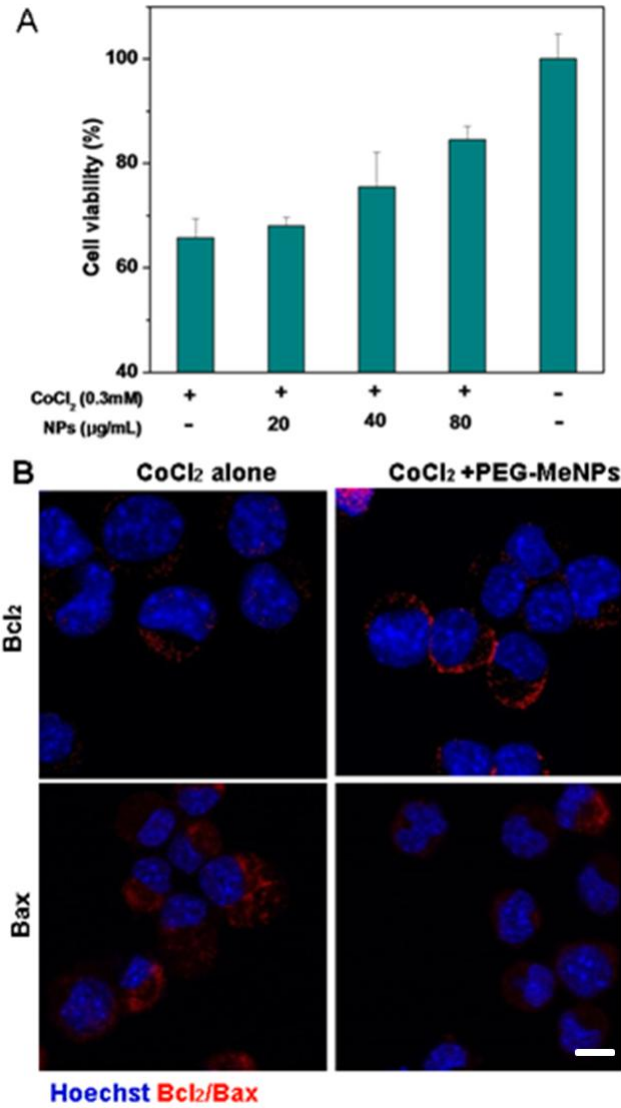 A
Cell viability (%)
100
80
60
40
CoCl2 (0.3mM) + + + + -
NPs (μg/mL) - 20 40 80 -
B CoCl2 alone CoCl2 +PEG-MeNPs
Bcl2
Bax
Hoechst Bcl2/Bax